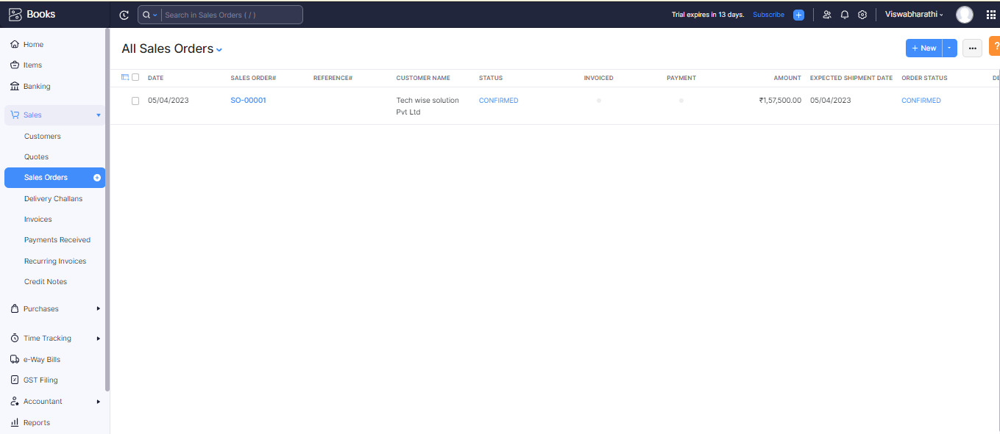 Books
Search in Sales Orders ( / )
Trial expires in 13 days. Subscribe
Viswabharathi
Home
Items
Banking
Sales
Customers
Quotes
Sales Orders
Delivery Challans
Invoices
Payments Received
Recurring Invoices
Credit Notes
Purchases
Time Tracking
e-Way Bills
GST Filing
Accountant
Reports
All Sales Orders
+ New
?
DATE SALES ORDER# REFERENCE# CUSTOMER NAME STATUS INVOICED PAYMENT AMOUNT EXPECTED SHIPMENT DATE ORDER STATUS DE
05/04/2023 SO-00001 Tech wise solution CONFIRMED ₹1,57,500.00 05/04/2023 CONFIRMED
Pvt Ltd